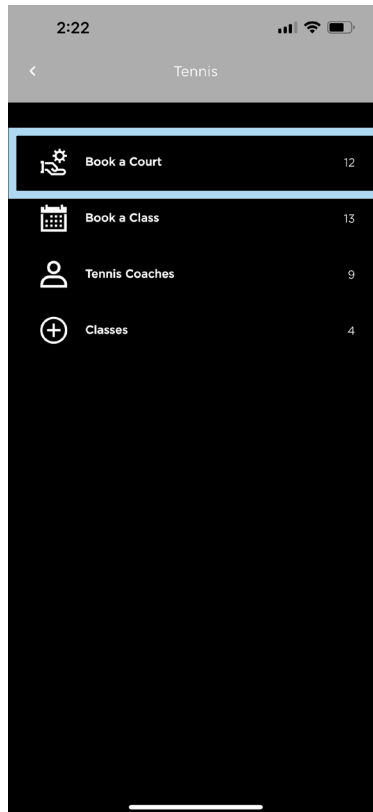 2:22
Tennis
Book a Court 12
Book a Class 13
Tennis Coaches 9
Classes 4